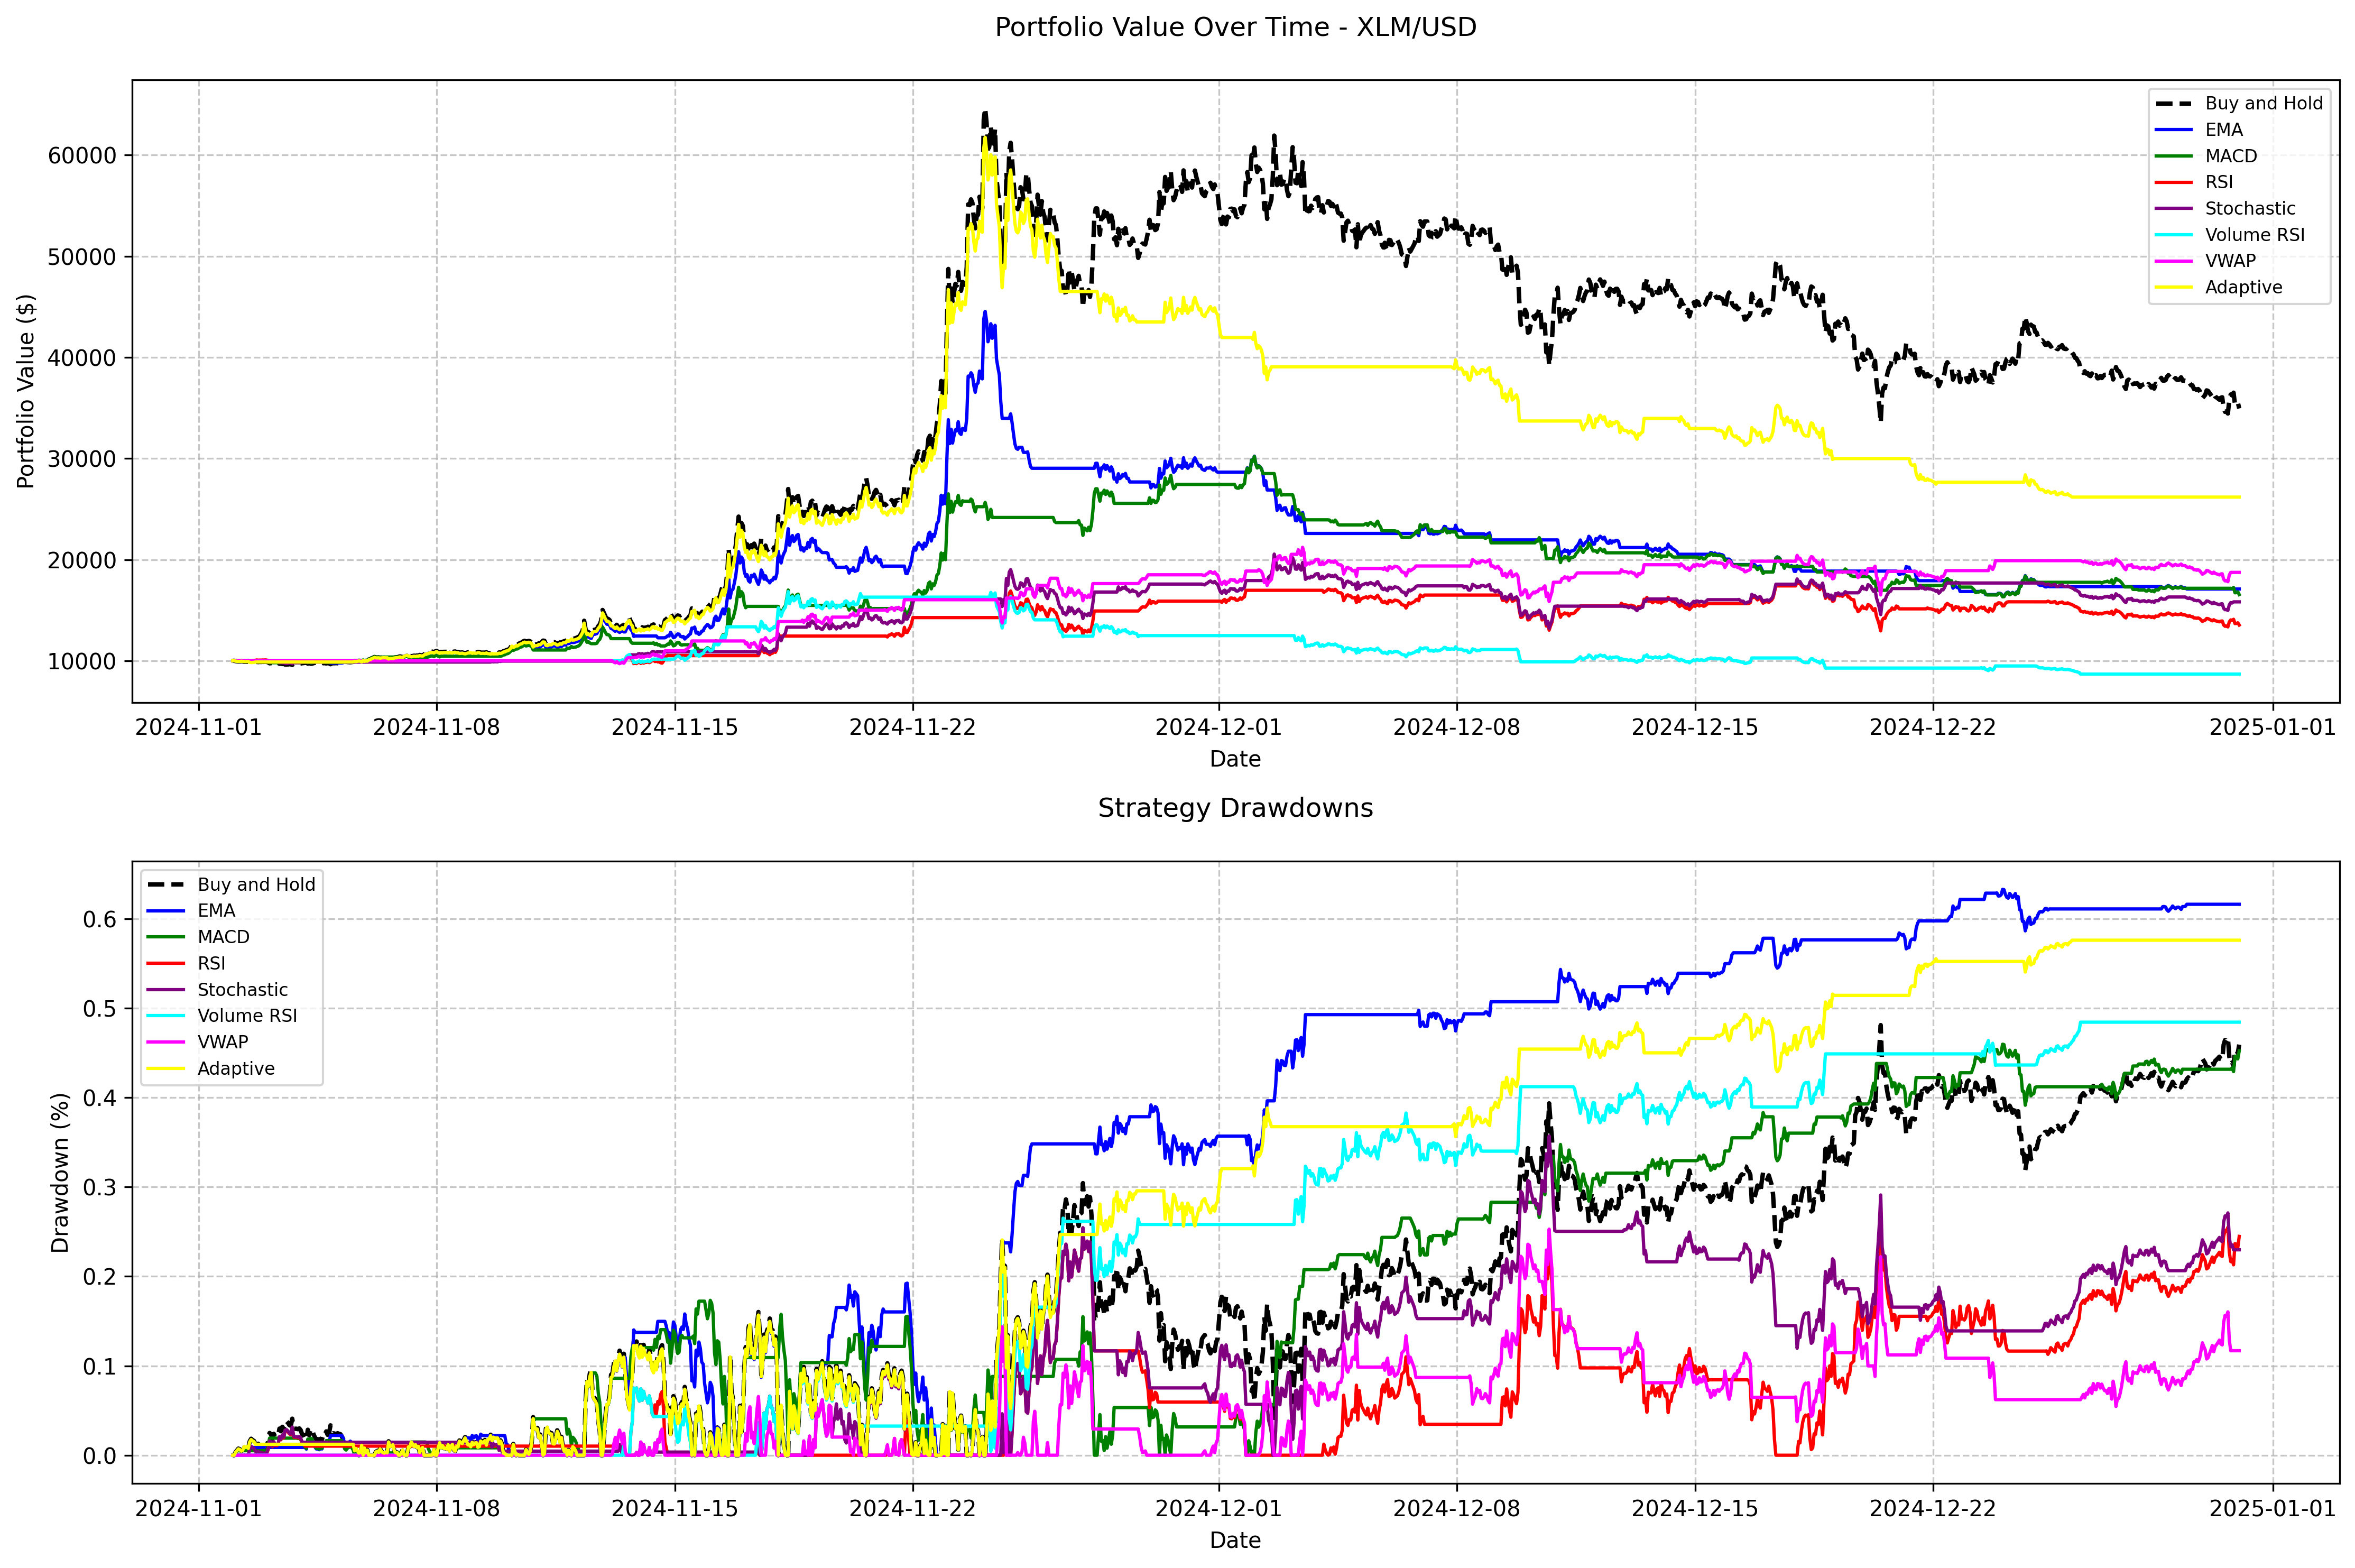 Portfolio Value Over Time - XLM/USD
Portfolio Value ($)
60000
50000
40000
30000
20000
10000
Buy and Hold
EMA
MACD
RSI
Stochastic
Volume RSI
VWAP
Adaptive
2024-11-01 2024-11-08 2024-11-15 2024-11-22 2024-12-01 2024-12-08 2024-12-15 2024-12-22 2025-01-01
Date
Strategy Drawdowns
Drawdown (%)
0.6
0.5
0.4
0.3
0.2
0.1
0.0
Buy and Hold
EMA
MACD
RSI
Stochastic
Volume RSI
VWAP
Adaptive
2024-11-01 2024-11-08 2024-11-15 2024-11-22 2024-12-01 2024-12-08 2024-12-15 2024-12-22 2025-01-01
Date